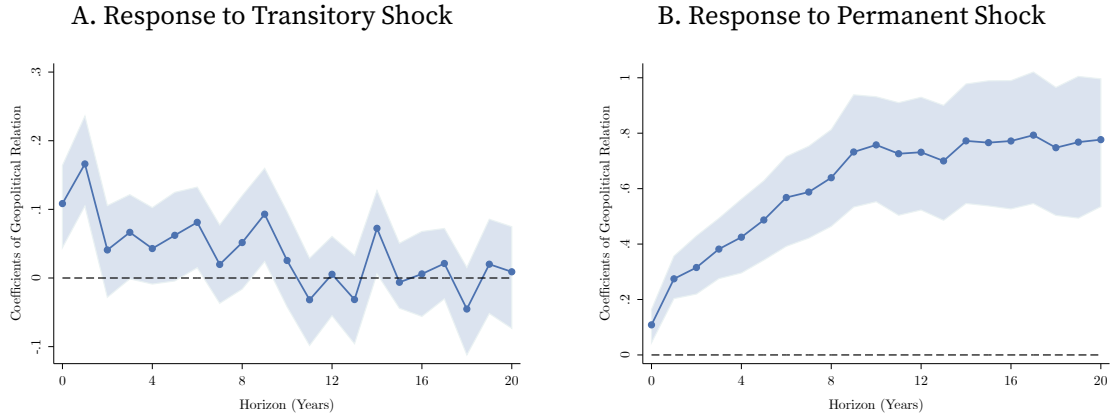 A. Response to Transitory Shock
Coefficients of Geopolitical Relation
.3
.2
.1
0
-.1
0 4 8 12 16 20
Horizon (Years)
B. Response to Permanent Shock
Coefficients of Geopolitical Relation
1
.8
.6
.4
.2
0
0 4 8 12 16 20
Horizon (Years)